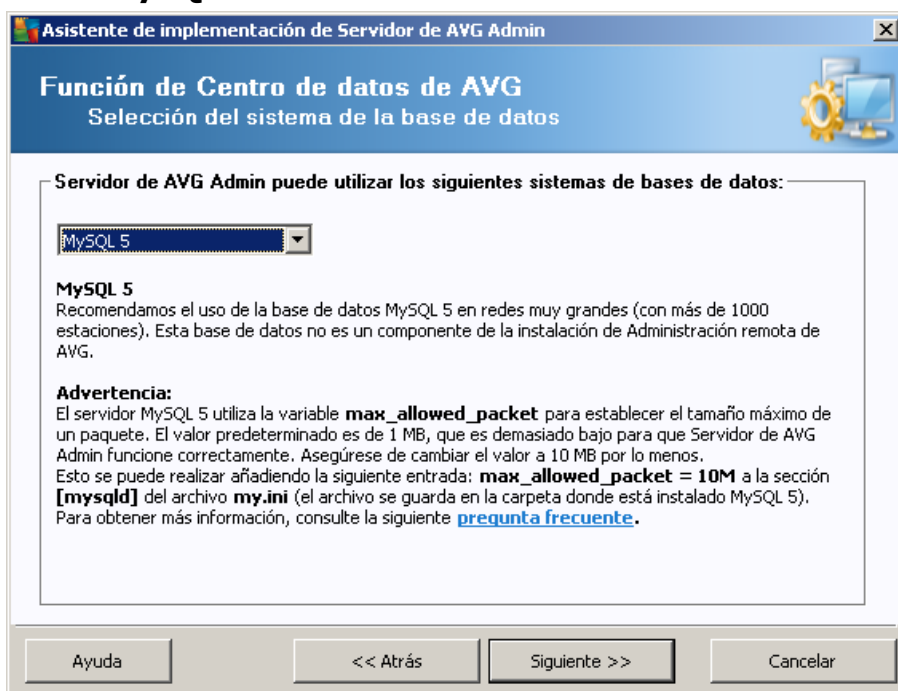 Asistente de implementación de Servidor de AVG Admin
Función de Centro de datos de AVG
Selección del sistema de la base de datos
Servidor de AVG Admin puede utilizar los siguientes sistemas de bases de datos:
MySQL 5
MySQL 5
Recomendamos el uso de la base de datos MySQL 5 en redes muy grandes (con más de 1000
estaciones). Esta base de datos no es un componente de la instalación de Administración remota de
AVG.
Advertencia:
El servidor MySQL 5 utiliza la variable max_allowed_packet para establecer el tamaño máximo de
un paquete. El valor predeterminado es de 1 MB, que es demasiado bajo para que Servidor de AVG
Admin funcione correctamente. Asegúrese de cambiar el valor a 10 MB por lo menos.
Esto se puede realizar añadiendo la siguiente entrada: max_allowed_packet = 10M a la sección
[mysqld] del archivo my.ini (el archivo se guarda en la carpeta donde está instalado MySQL 5).
Para obtener más información, consulte la siguiente pregunta frecuente.
Ayuda
<< Atrás
Siguiente >>
Cancelar